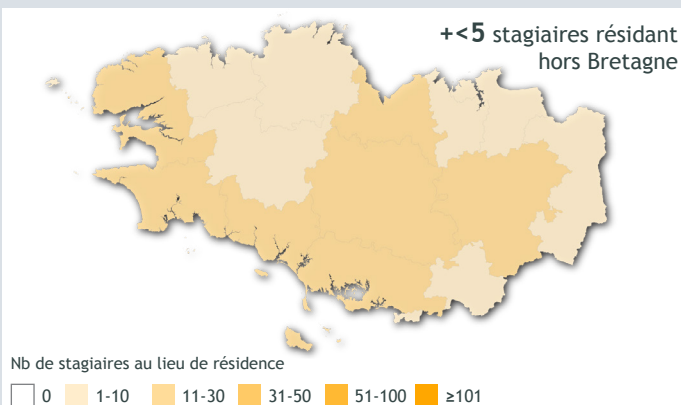 +<5 stagiaires résidant
hors Bretagne
Nb de stagiaires au lieu de résidence
0 1-10 11-30 31-50 51-100 ≥101